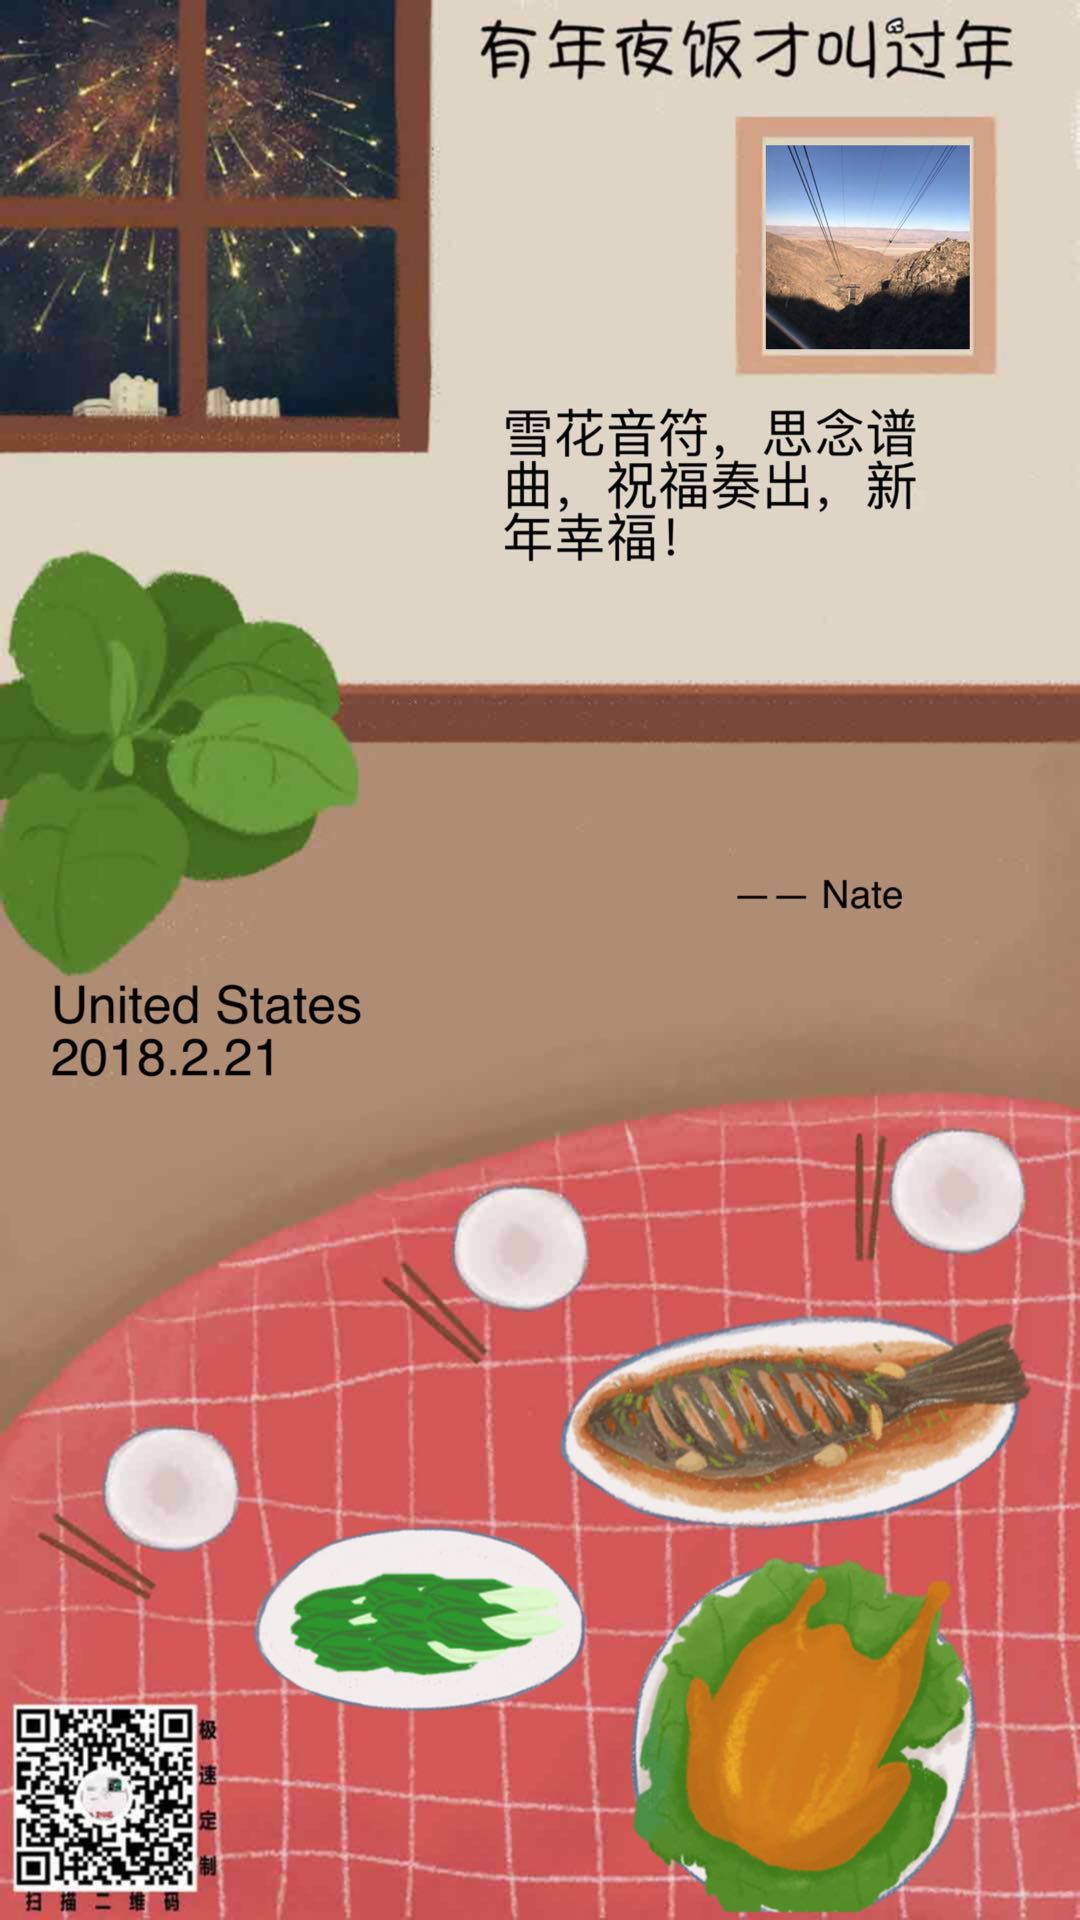 有年夜饭才叫过年
雪花音符，思念谱
曲，祝福奏出，新
年幸福！
—— Nate
United States
2018.2.21
极速定制
扫描二维码